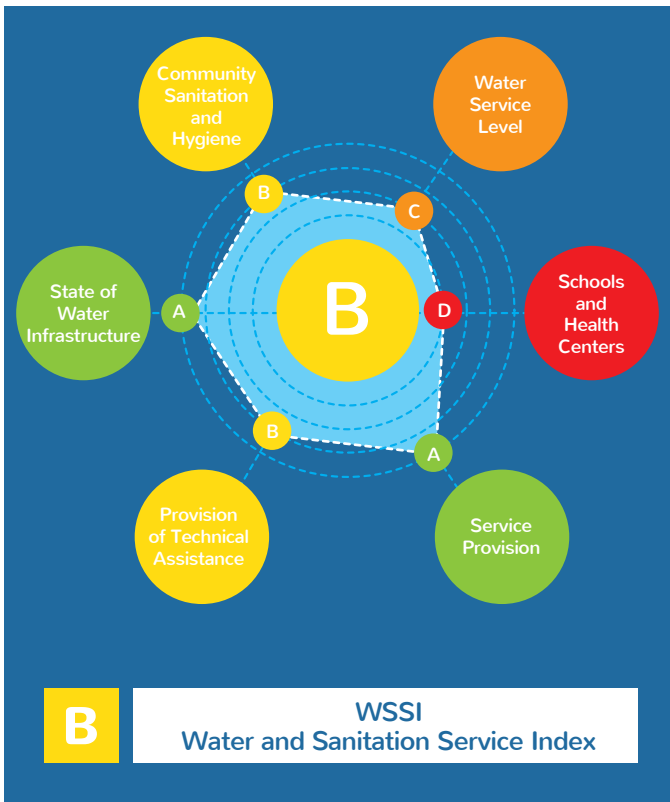 Community
Sanitation
and
Hygiene
Water
Service
Level
B
C
State of
Water
Infrastructure
A
B
D
Schools
and
Health
Centers
B
A
Provision
of Technical
Assistance
Service
Provision
B
WSSI
Water and Sanitation Service Index